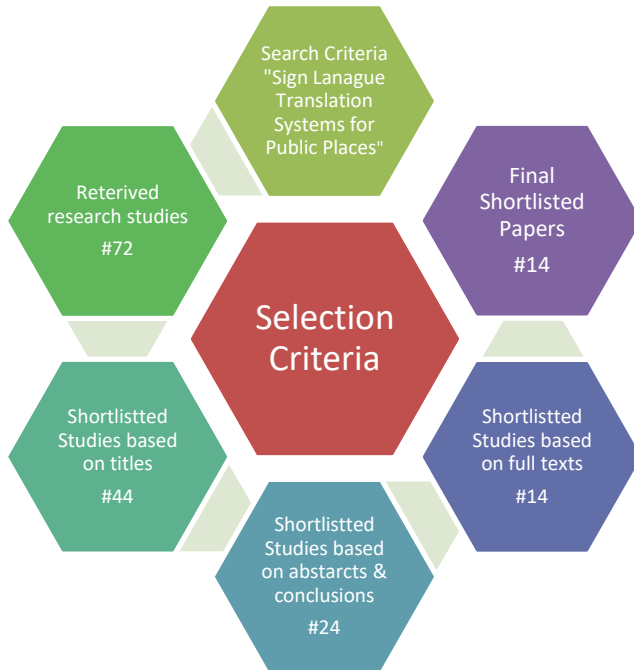 Search Criteria
"Sign Lanague
Translation
Systems for
Public Places"
Reterived
research studies
#72
Final
Shortlisted
Papers
#14
Selection
Criteria
Shortlistted
Studies based
on titles
#44
Shortlistted
Studies based
on full texts
#14
Shortlistted
Studies based
on abstarcts &
conclusions
#24